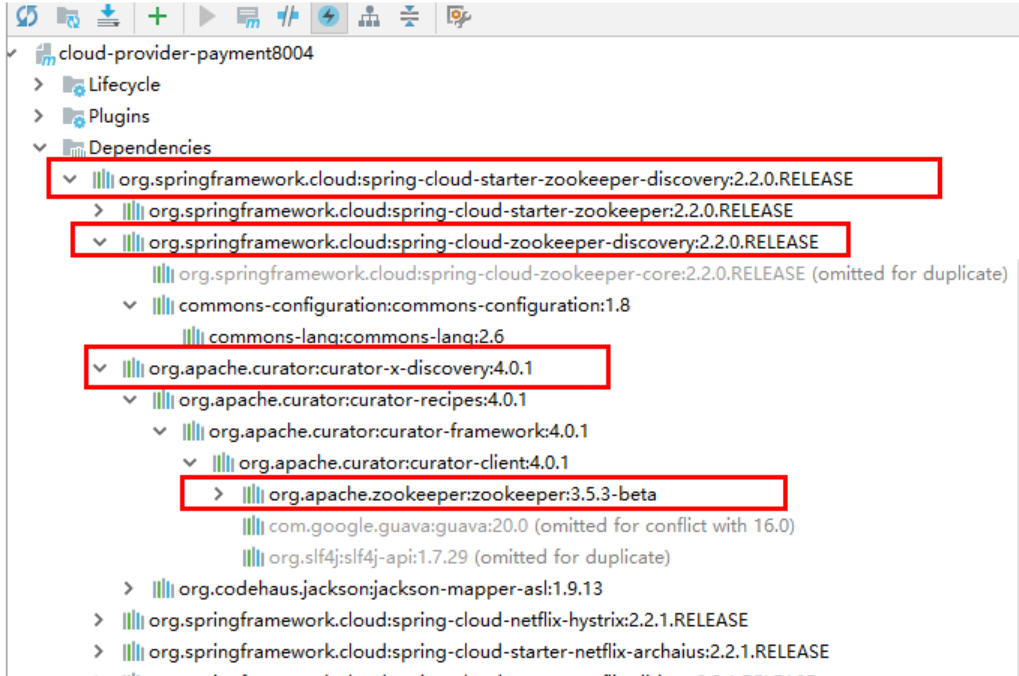 cloud-provider-payment8004
Lifecycle
Plugins
Dependencies
org.springframework.cloud:spring-cloud-starter-zookeeper-discovery:2.2.0.RELEASE
org.springframework.cloud:spring-cloud-starter-zookeeper:2.2.0.RELEASE
org.springframework.cloud:spring-cloud-zookeeper-discovery:2.2.0.RELEASE
org.springframework.cloud:spring-cloud-zookeeper-core:2.2.0.RELEASE (omitted for duplicate)
commons-configuration:commons-configuration:1.8
commons-lang:commons-lang:2.6
org.apache.curator:curator-x-discovery:4.0.1
org.apache.curator:curator-recipes:4.0.1
org.apache.curator:curator-framework:4.0.1
org.apache.curator:curator-client:4.0.1
org.apache.zookeeper:zookeeper:3.5.3-beta
com.google.guava:guava:20.0 (omitted for conflict with 16.0)
org.slf4j:slf4j-api:1.7.29 (omitted for duplicate)
org.codehaus.jackson:jackson-mapper-asl:1.9.13
org.springframework.cloud:spring-cloud-netflix-hystrix:2.2.1.RELEASE
org.springframework.cloud:spring-cloud-starter-netflix-archaius:2.2.1.RELEASE